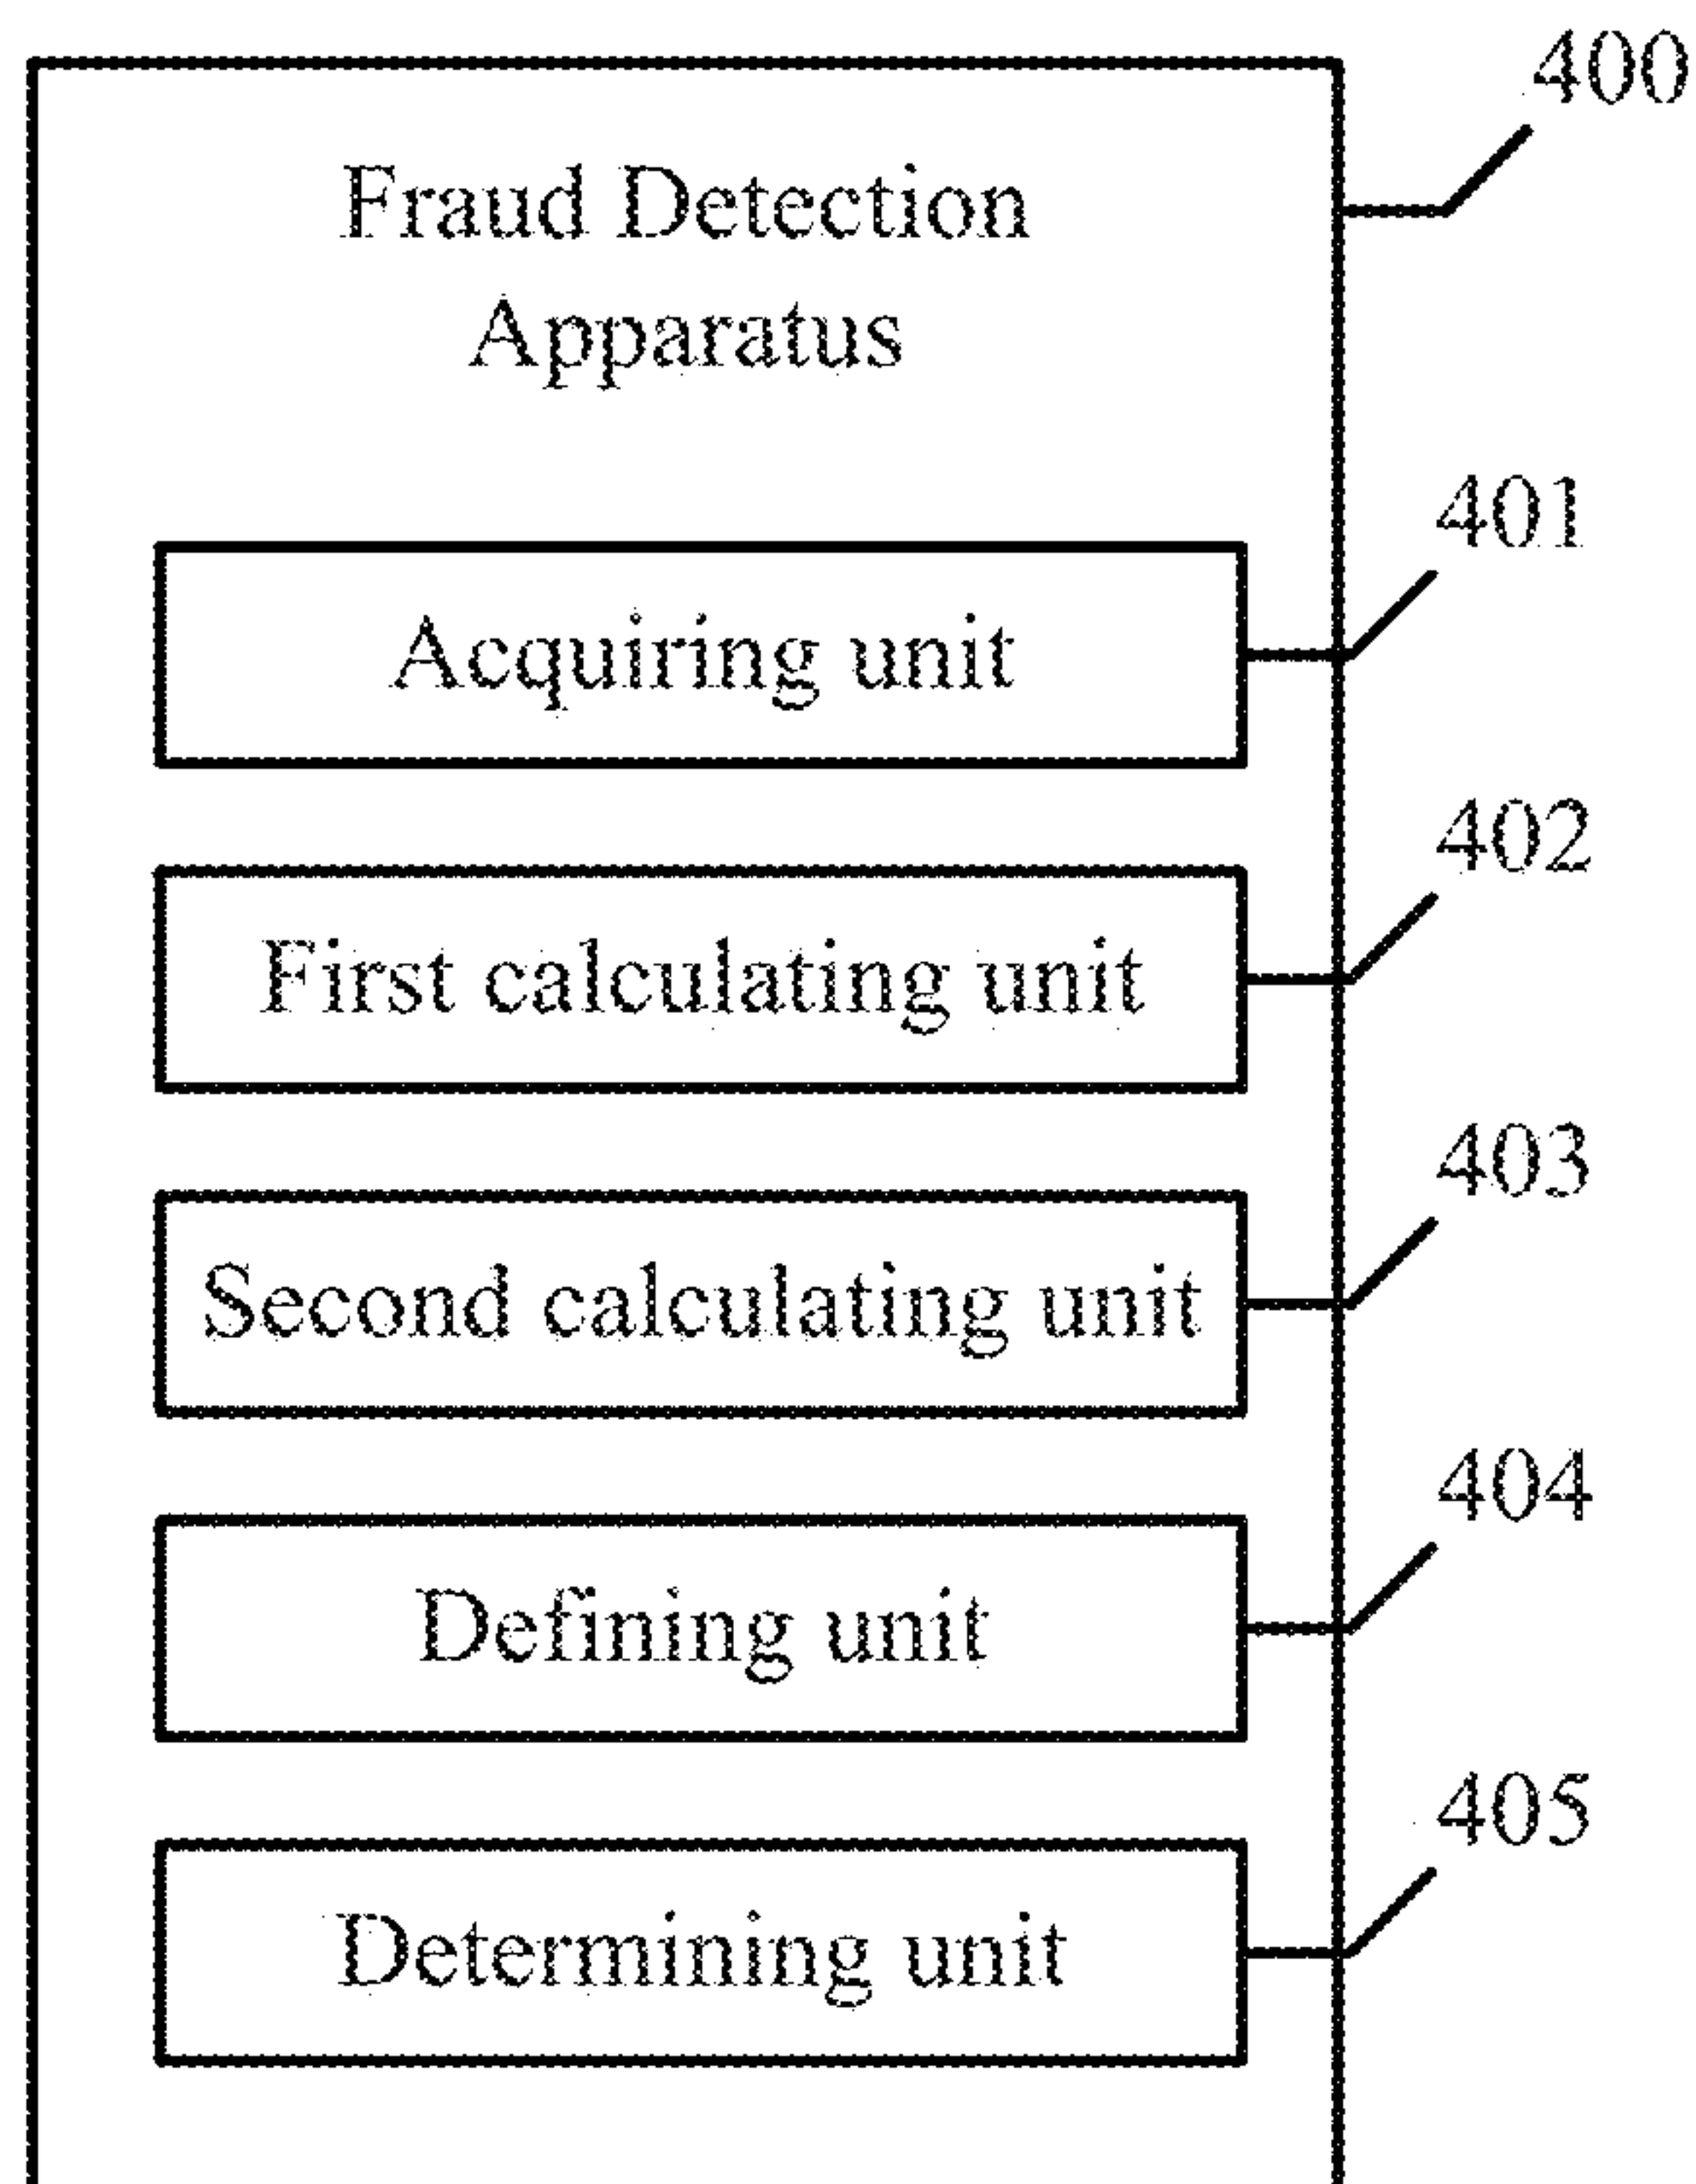 400
Fraud Detection
Apparatus
401
Acquiring unit
402
First calculating unit
403
Second calculating unit
404
Defining unit
405
Determining unit